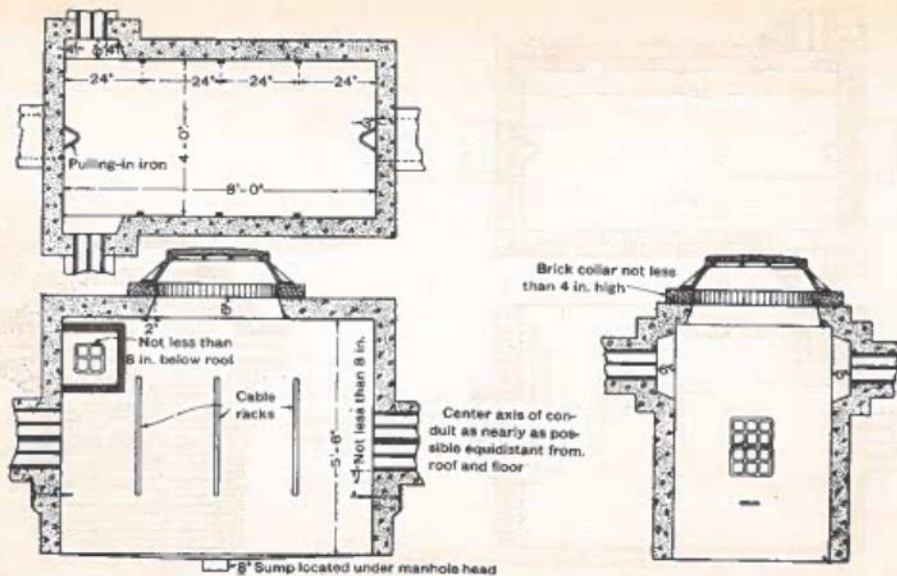 24" 24" 24" 24"
4'-0"
3"
Pulling-in iron
8'-0"
Brick collar not less
than 4 in. high
6"
2"
Not less than
8 in. below roof
Cable
racks
5'-6"
Not less than 8 in.
Center axis of con-
duit as nearly as pos-
sible equidistant from
roof and floor
6" 6"
8" Sump located under manhole head